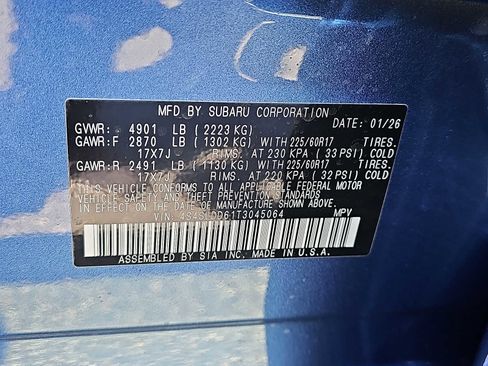 MFD BY SUBARU CORPORATION DATE: 01/26
GVWR: 4901 LB ( 2223 KG)
GAWR:F 2870 LB ( 1302 KG) WITH 225/60R17 TIRES.
17X7J RIMS. AT 230 KPA ( 33 PSI) COLD
GAWR:R 2491 LB ( 1130 KG) WITH 225/60R17 TIRES.
17X7J RIMS. AT 220 KPA ( 32 PSI) COLD
THIS VEHICLE CONFORMS TO ALL APPLICABLE FEDERAL MOTOR
VEHICLE SAFETY AND THEFT PREVENTION STANDARDS IN EFFECT
ON THE DATE OF MANUFACTURE SHOWN ABOVE.
VIN: MPV
ASSEMBLED BY SIA INC. MADE IN U.S.A.